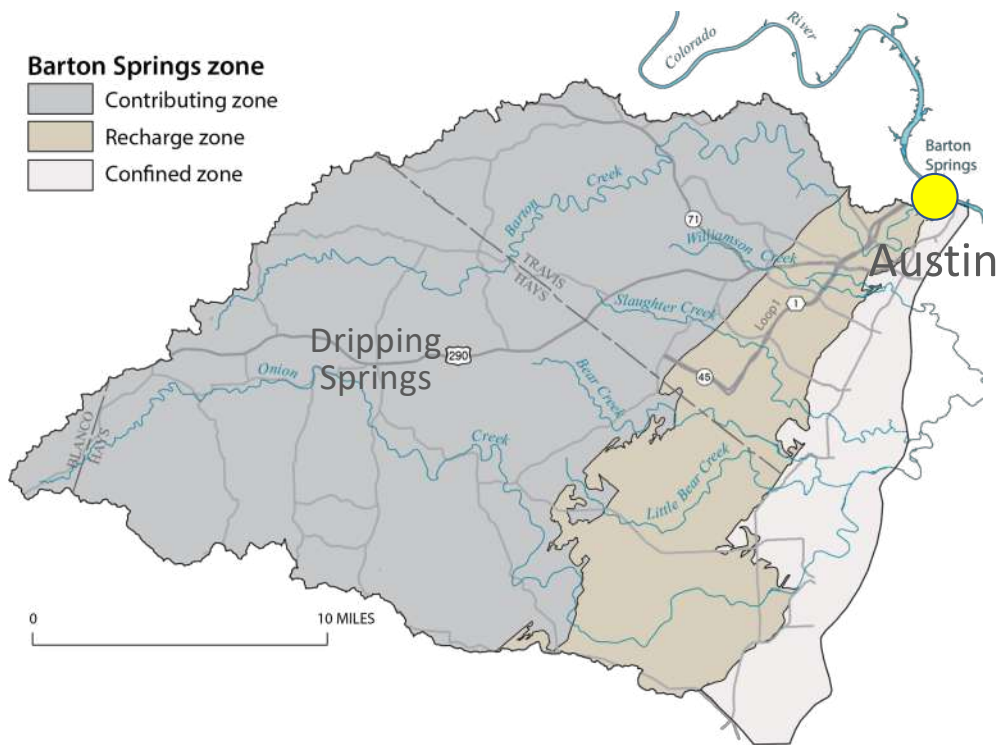 Barton Springs zone
Contributing zone
Recharge zone
Confined zone
Colorado
River
Barton
Springs
Barton
Creek
71
Williamson Creek
Austin
TRAVIS
HAYS
Slaughter Creek
Loop 1
1
Dripping
Springs
290
Onion
Bear Creek
45
BLANCO
HAYS
Creek
Little Bear Creek
0
10 MILES